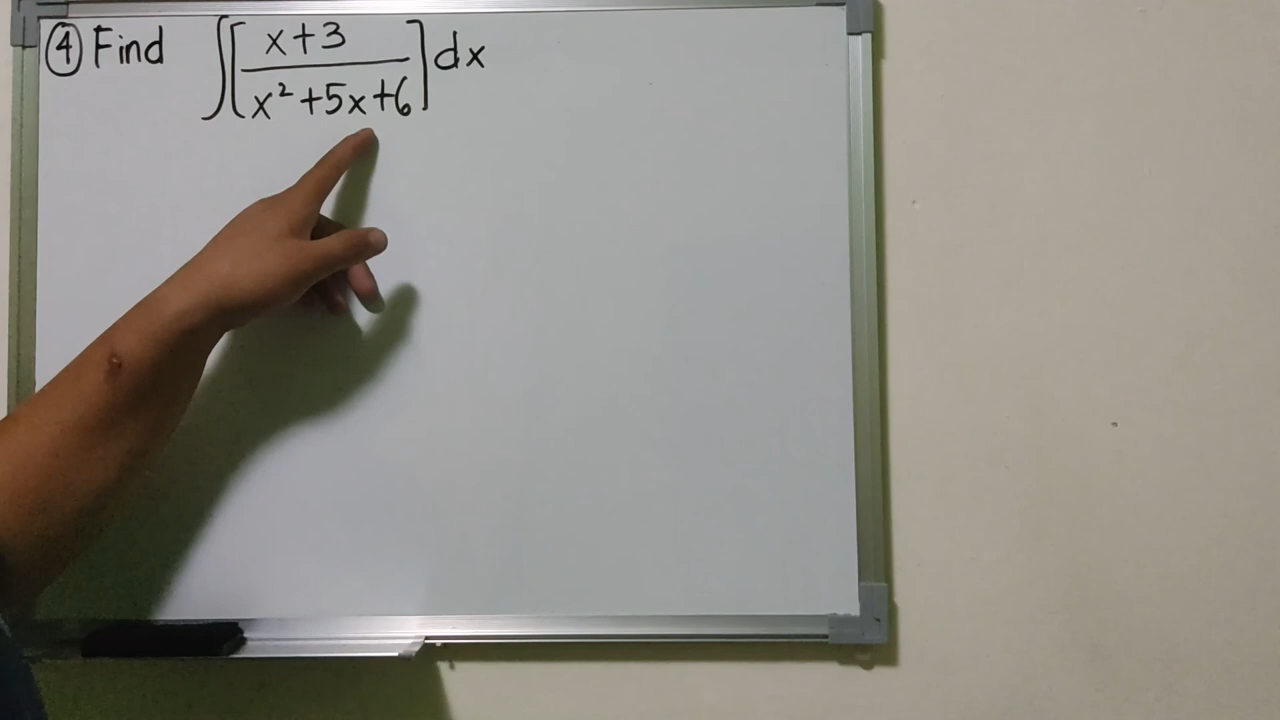 ④ Find ∫[(x+3)/(x²+5x+6)]dx